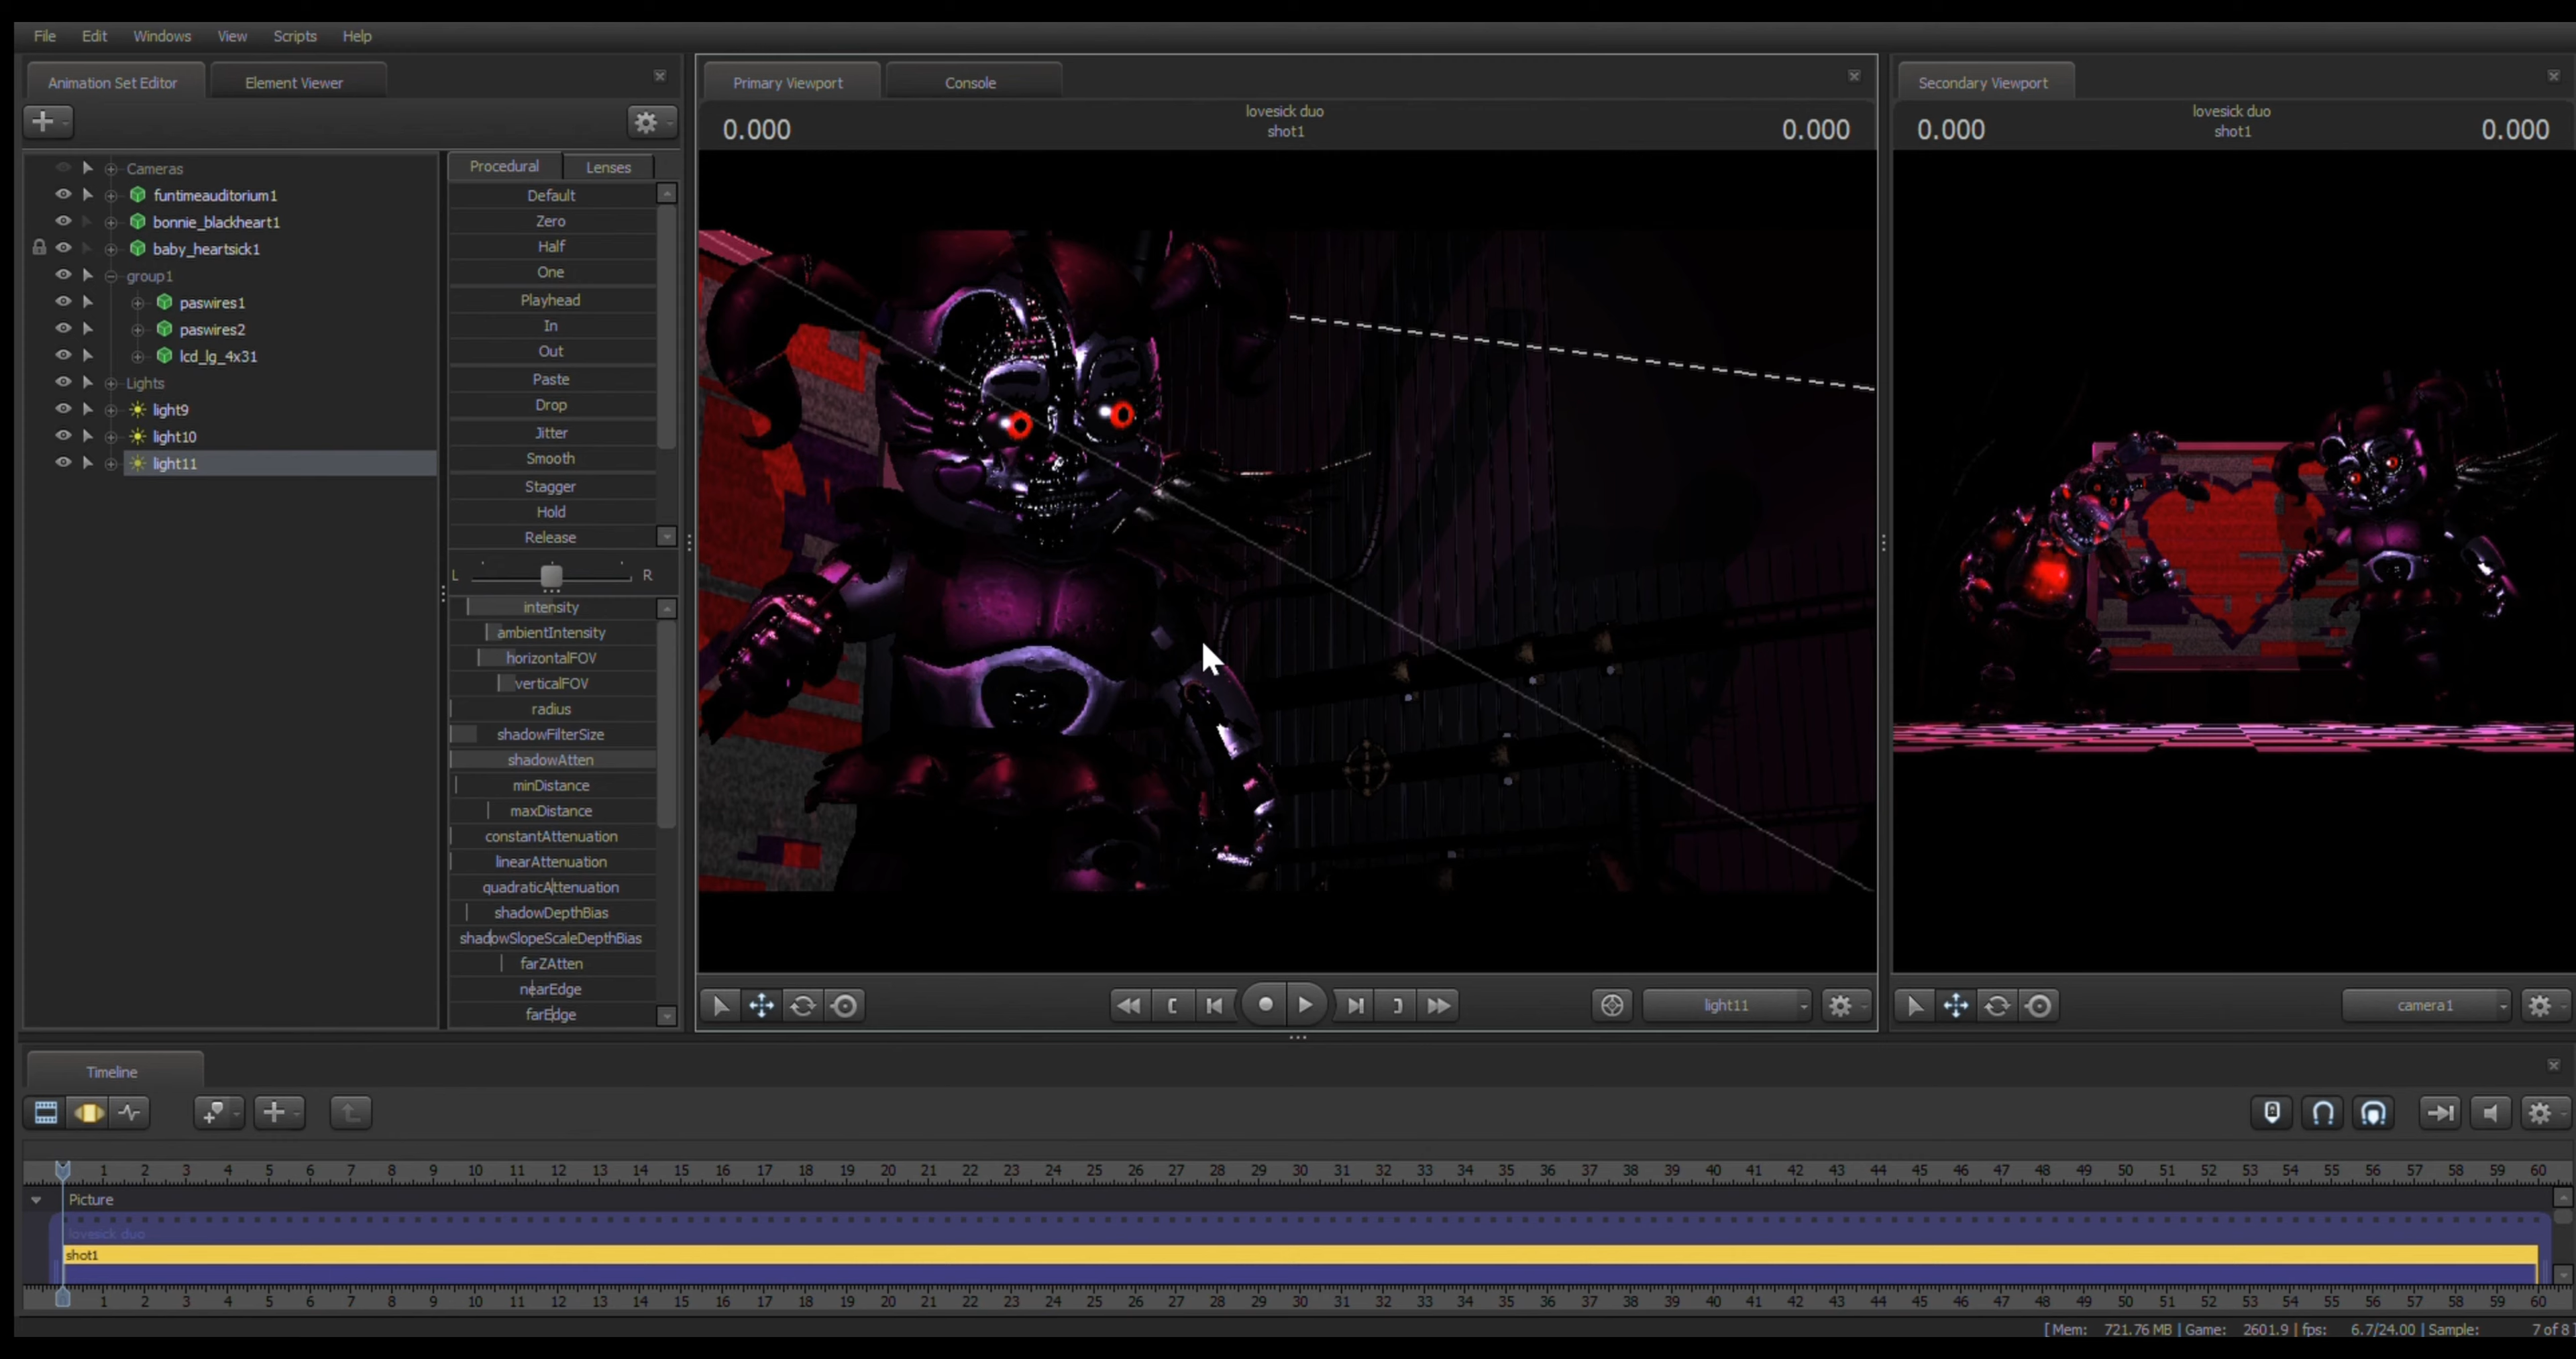 File Edit Windows View Scripts Help
Animation Set Editor Element Viewer
Primary Viewport Console
Secondary Viewport
0.000 lovesick duo 0.000
shot1
0.000 lovesick duo 0.000
shot1
Cameras
funtimeauditorium1
bonnie_blackheart1
baby_heartsick1
group1
paswires1
paswires2
lcd_lg_4x31
Lights
light9
light10
light11
Procedural Lenses
Default
Zero
Half
One
Playhead
In
Out
Paste
Drop
Jitter
Smooth
Stagger
Hold
Release
L R
intensity
ambientIntensity
horizontalFOV
verticalFOV
radius
shadowFilterSize
shadowAtten
minDistance
maxDistance
constantAttenuation
linearAttenuation
quadraticAttenuation
shadowDepthBias
shadowSlopeScaleDepthBias
farZAtten
nearEdge
farEdge
light11
camera1
Timeline
1 2 3 4 5 6 7 8 9 10 11 12 13 14 15 16 17 18 19 20 21 22 23 24 25 26 27 28 29 30 31 32 33 34 35 36 37 38 39 40 41 42 43 44 45 46 47 48 49 50 51 52 53 54 55 56 57 58 59 60
Picture
lovesick duo
shot1
1 2 3 4 5 6 7 8 9 10 11 12 13 14 15 16 17 18 19 20 21 22 23 24 25 26 27 28 29 30 31 32 33 34 35 36 37 38 39 40 41 42 43 44 45 46 47 48 49 50 51 52 53 54 55 56 57 58 59 60
[ Mem: 721.76 MB | Game: 2601.9 | fps: 6.7/24.00 | Sample: 7 of 8 ]